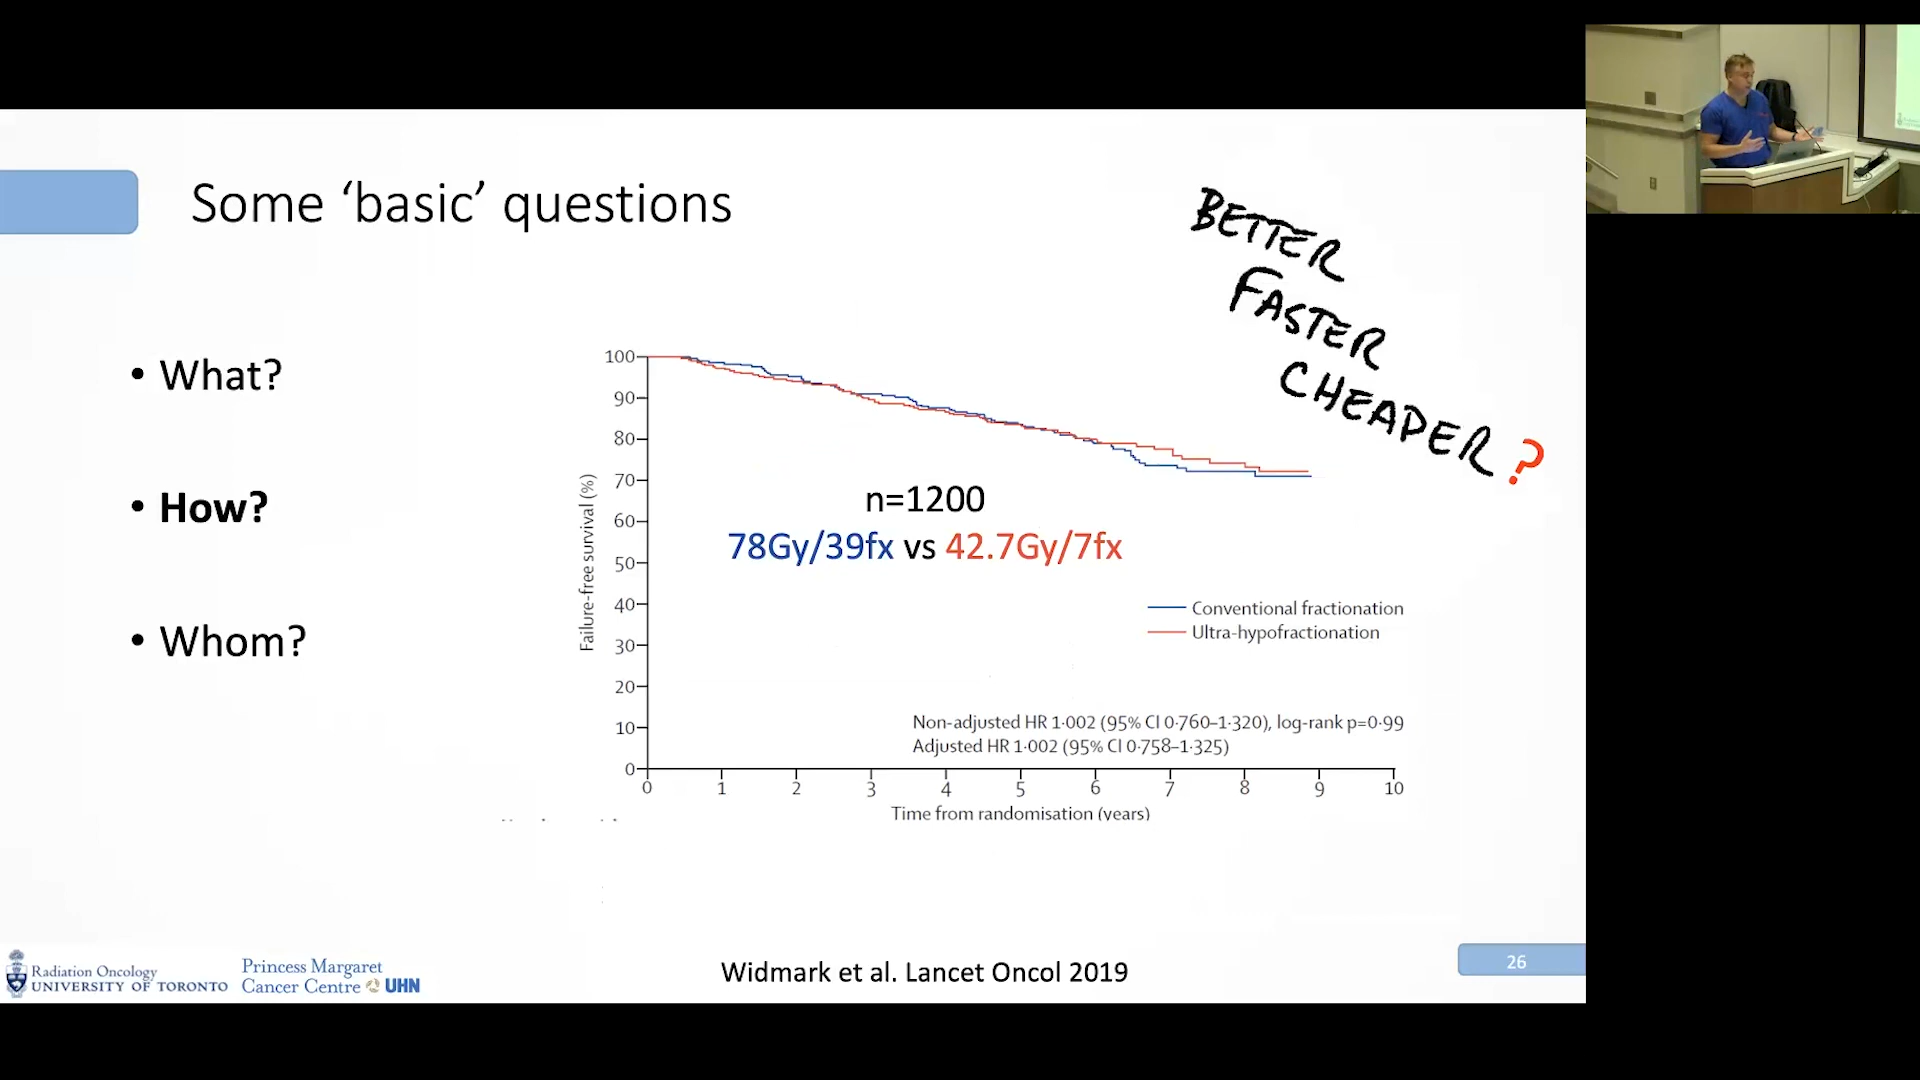 Some ‘basic’ questions
BETTER
FASTER
CHEAPER?
• What?
• How?
• Whom?
100
90
80
70
60
50
40
30
20
10
0
Failure-free survival (%)
n=1200
78Gy/39fx vs 42.7Gy/7fx
Conventional fractionation
Ultra-hypofractionation
Non-adjusted HR 1·002 (95% CI 0·760–1·320), log-rank p=0·99
Adjusted HR 1·002 (95% CI 0·758–1·325)
0 1 2 3 4 5 6 7 8 9 10
Time from randomisation (years)
Radiation Oncology
UNIVERSITY OF TORONTO
Princess Margaret
Cancer Centre UHN
Widmark et al. Lancet Oncol 2019
26